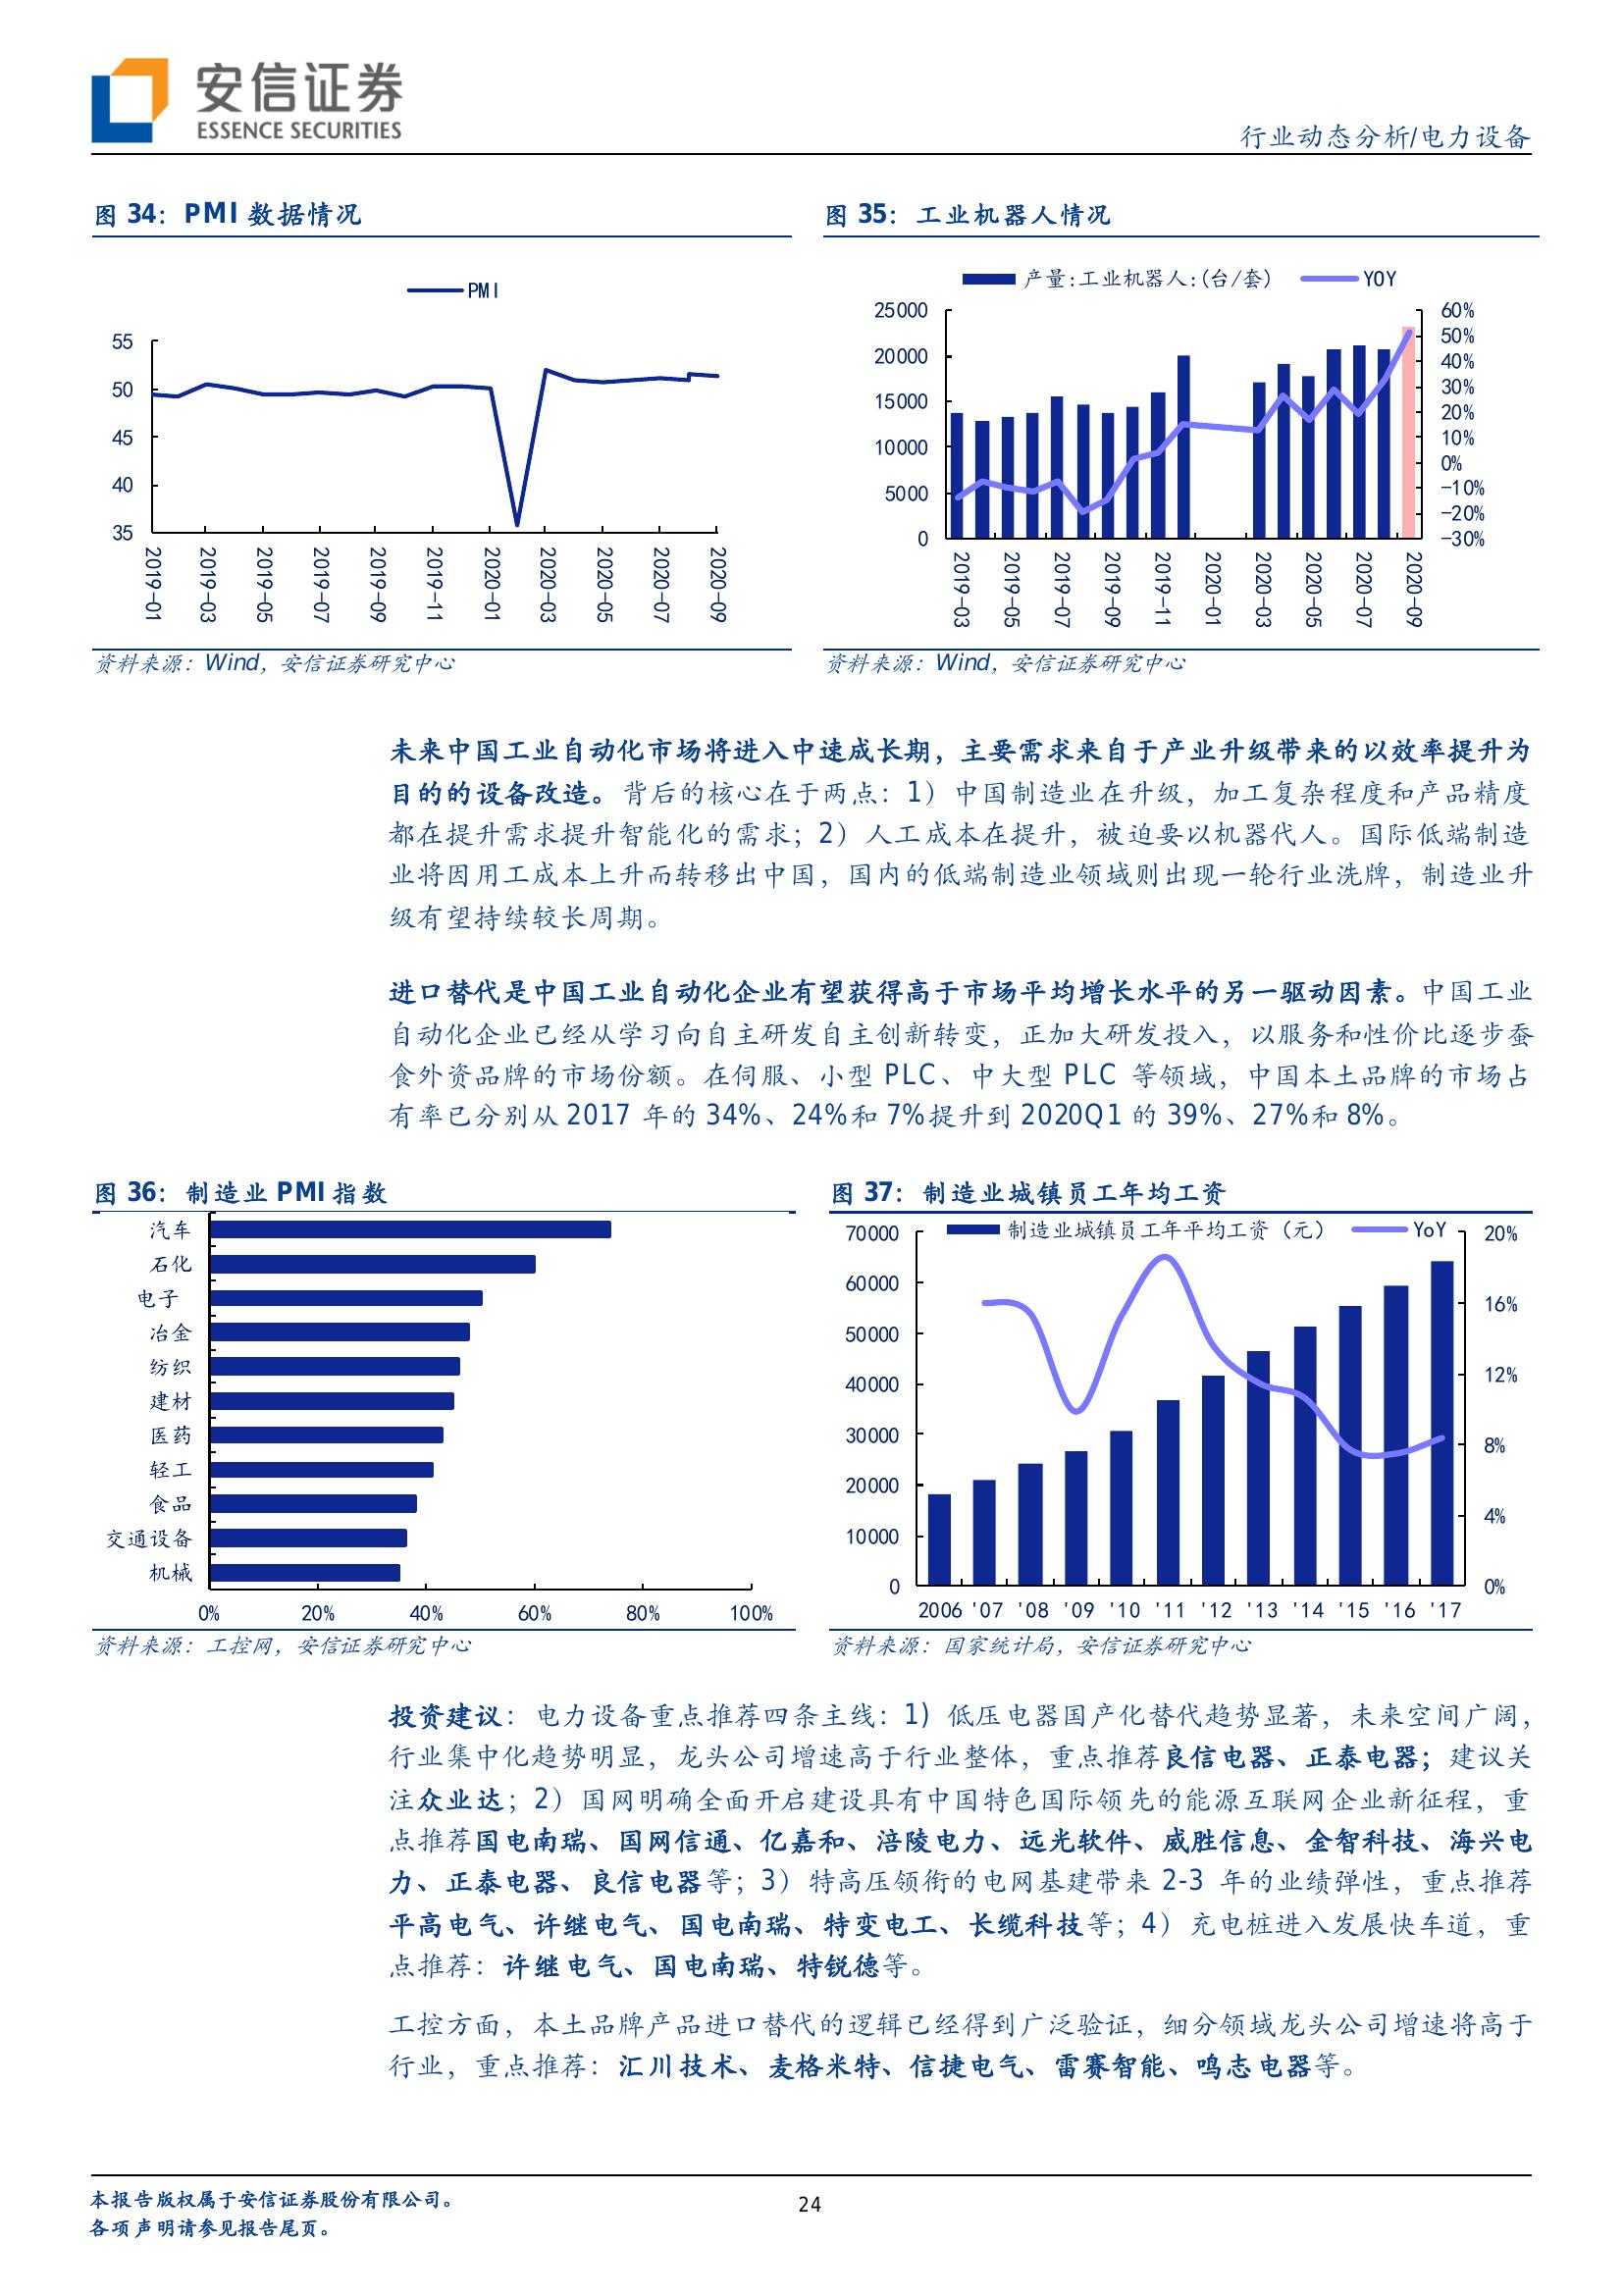 安信证券
ESSENCE SECURITIES
行业动态分析/电力设备
图 34：PMI 数据情况
PMI
55
50
45
40
35
2019-01
2019-03
2019-05
2019-07
2019-09
2019-11
2020-01
2020-03
2020-05
2020-07
2020-09
资料来源：Wind，安信证券研究中心
图 35：工业机器人情况
产量:工业机器人:(台/套)
YOY
25000
20000
15000
10000
5000
0
60%
50%
40%
30%
20%
10%
0%
-10%
-20%
-30%
2019-03
2019-05
2019-07
2019-09
2019-11
2020-01
2020-03
2020-05
2020-07
2020-09
资料来源：Wind，安信证券研究中心
未来中国工业自动化市场将进入中速成长期，主要需求来自于产业升级带来的以效率提升为
目的的设备改造。背后的核心在于两点：1）中国制造业在升级，加工复杂程度和产品精度
都在提升需求提升智能化的需求；2）人工成本在提升，被迫要以机器代人。国际低端制造
业将因用工成本上升而转移出中国，国内的低端制造业领域则出现一轮行业洗牌，制造业升
级有望持续较长周期。
进口替代是中国工业自动化企业有望获得高于市场平均增长水平的另一驱动因素。中国工业
自动化企业已经从学习向自主研发自主创新转变，正加大研发投入，以服务和性价比逐步蚕
食外资品牌的市场份额。在伺服、小型 PLC、中大型 PLC 等领域，中国本土品牌的市场占
有率已分别从 2017 年的 34%、24%和 7%提升到 2020Q1 的 39%、27%和 8%。
图 36：制造业 PMI 指数
汽车
石化
电子
冶金
纺织
建材
医药
轻工
食品
交通设备
机械
0%
20%
40%
60%
80%
100%
资料来源：工控网，安信证券研究中心
图 37：制造业城镇员工年均工资
制造业城镇员工年平均工资（元）
YoY
70000
60000
50000
40000
30000
20000
10000
0
20%
16%
12%
8%
4%
0%
2006 '07 '08 '09 '10 '11 '12 '13 '14 '15 '16 '17
资料来源：国家统计局，安信证券研究中心
投资建议：电力设备重点推荐四条主线：1）低压电器国产化替代趋势显著，未来空间广阔，
行业集中化趋势明显，龙头公司增速高于行业整体，重点推荐良信电器、正泰电器；建议关
注众业达；2）国网明确全面开启建设具有中国特色国际领先的能源互联网企业新征程，重
点推荐国电南瑞、国网信通、亿嘉和、涪陵电力、远光软件、威胜信息、金智科技、海兴电
力、正泰电器、良信电器等；3）特高压领衔的电网基建带来 2-3 年的业绩弹性，重点推荐
平高电气、许继电气、国电南瑞、特变电工、长缆科技等；4）充电桩进入发展快车道，重
点推荐：许继电气、国电南瑞、特锐德等。
工控方面，本土品牌产品进口替代的逻辑已经得到广泛验证，细分领域龙头公司增速将高于
行业，重点推荐：汇川技术、麦格米特、信捷电气、雷赛智能、鸣志电器等。
本报告版权属于安信证券股份有限公司。
各项声明请参见报告尾页。
24